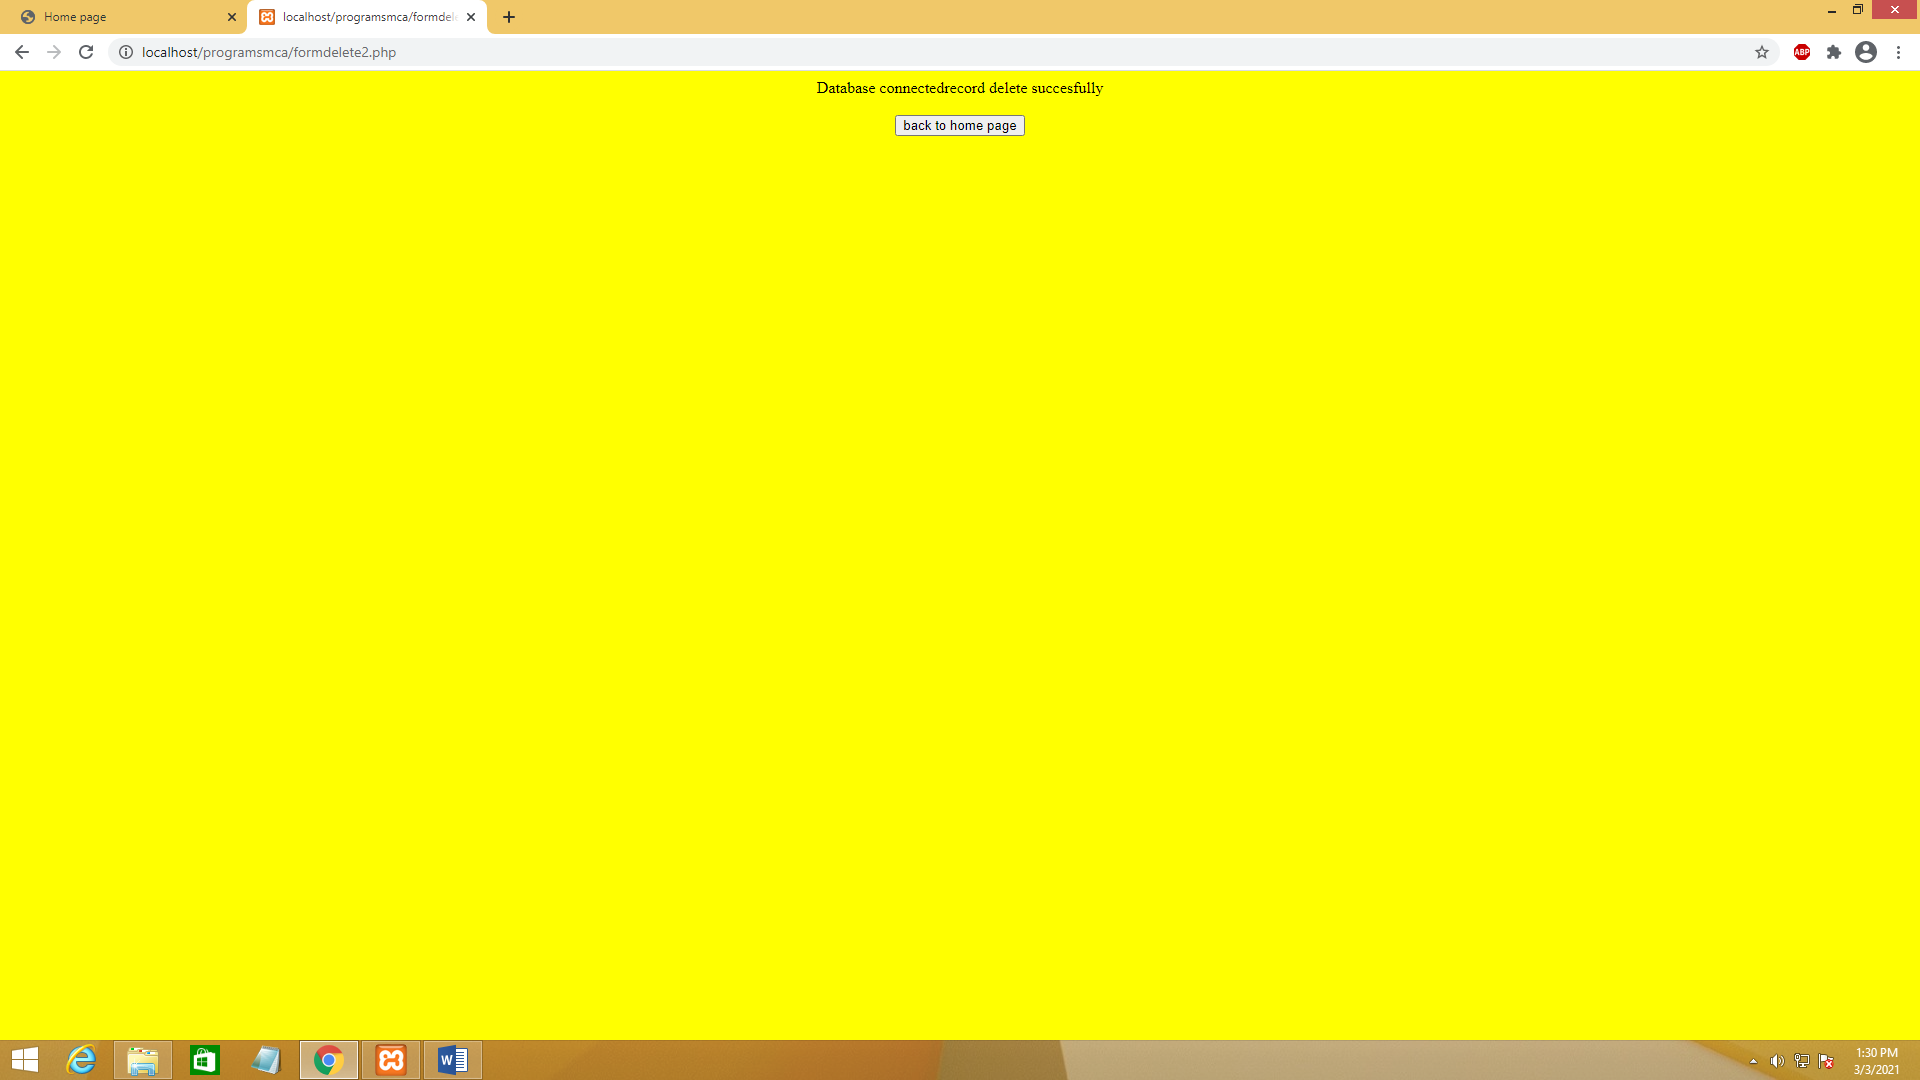 Home page
localhost/programsmca/formdel
localhost/programsmca/formdelete2.php
ABP
Database connectedrecord delete succesfully
back to home page
1:30 PM
3/3/2021